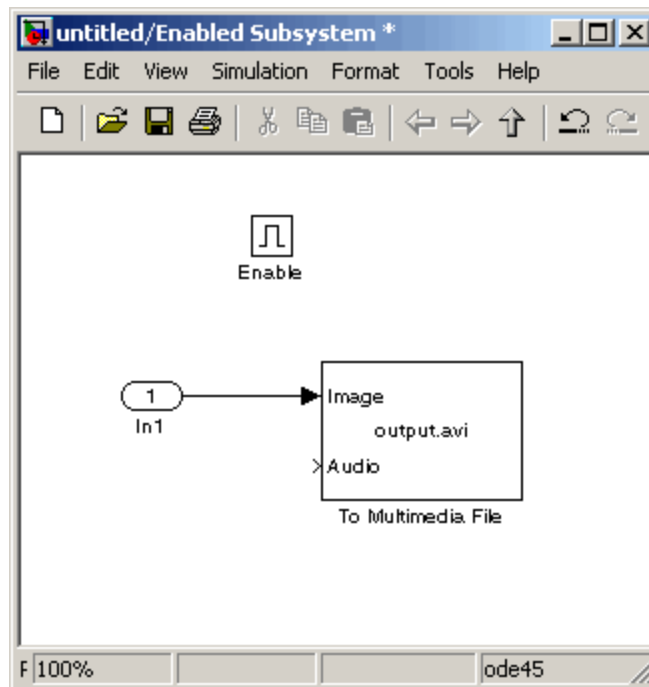 untitled/Enabled Subsystem *
File Edit View Simulation Format Tools Help
Enable
1
In1
Image
output.avi
Audio
To Multimedia File
F 100% ode45